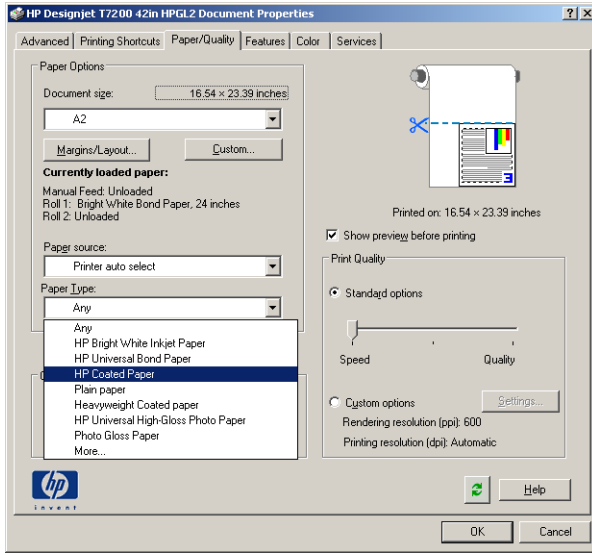 HP Designjet T7200 42in HPGL2 Document Properties
Advanced Printing Shortcuts Paper/Quality Features Color Services
Paper Options
Document size: 16.54 × 23.39 inches
A2
Margins/Layout... Custom...
Currently loaded paper:
Manual Feed: Unloaded
Roll 1: Bright White Bond Paper, 24 inches
Roll 2: Unloaded
Paper source:
Printer auto select
Paper Type:
Any
Any
HP Bright White Inkjet Paper
HP Universal Bond Paper
HP Coated Paper
Plain paper
Heavyweight Coated paper
HP Universal High-Gloss Photo Paper
Photo Gloss Paper
More...
Printed on: 16.54 × 23.39 inches
Show preview before printing
Print Quality
Standard options
Speed Quality
Custom options Settings...
Rendering resolution (ppi): 600
Printing resolution (dpi): Automatic
hp
invent
Help
OK Cancel